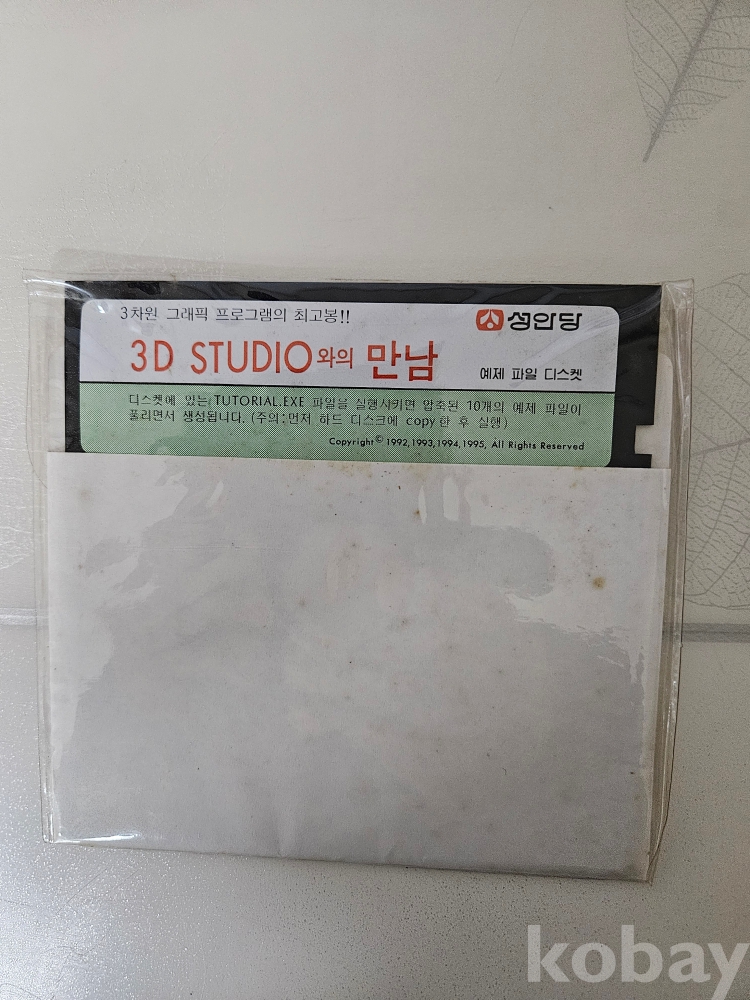 3차원 그래픽 프로그램의 최고봉!!
성안당
3D STUDIO와의 만남
예제 파일 디스켓
디스켓에 있는 TUTORIAL.EXE 파일을 실행시키면 압축된 10개의 예제 파일이
풀리면서 생성됩니다. (주의:먼저 하드 디스크에 copy한 후 실행)
Copyright© 1992,1993,1994,1995, All Rights Reserved
kobay